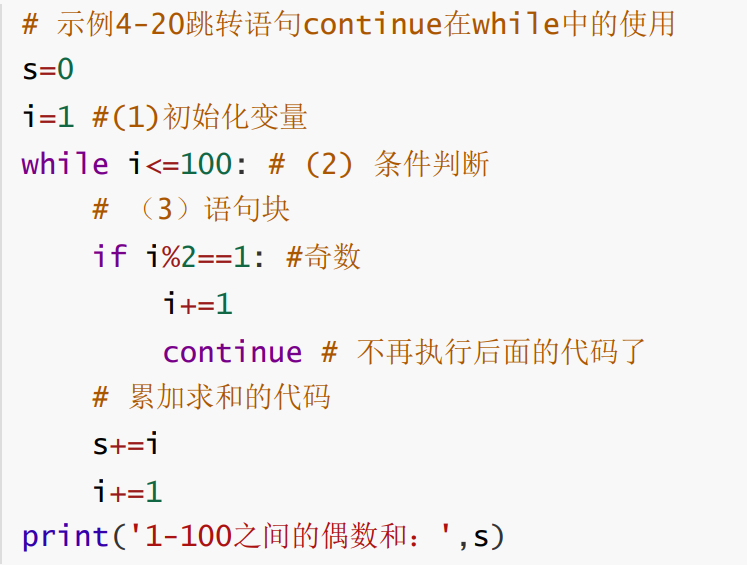 # 示例4-20跳转语句continue在while中的使用
s=0
i=1 #(1)初始化变量
while i<=100: # (2) 条件判断
    # （3）语句块
    if i%2==1: #奇数
        i+=1
        continue # 不再执行后面的代码了
    # 累加求和的代码
    s+=i
    i+=1
print('1-100之间的偶数和：',s)